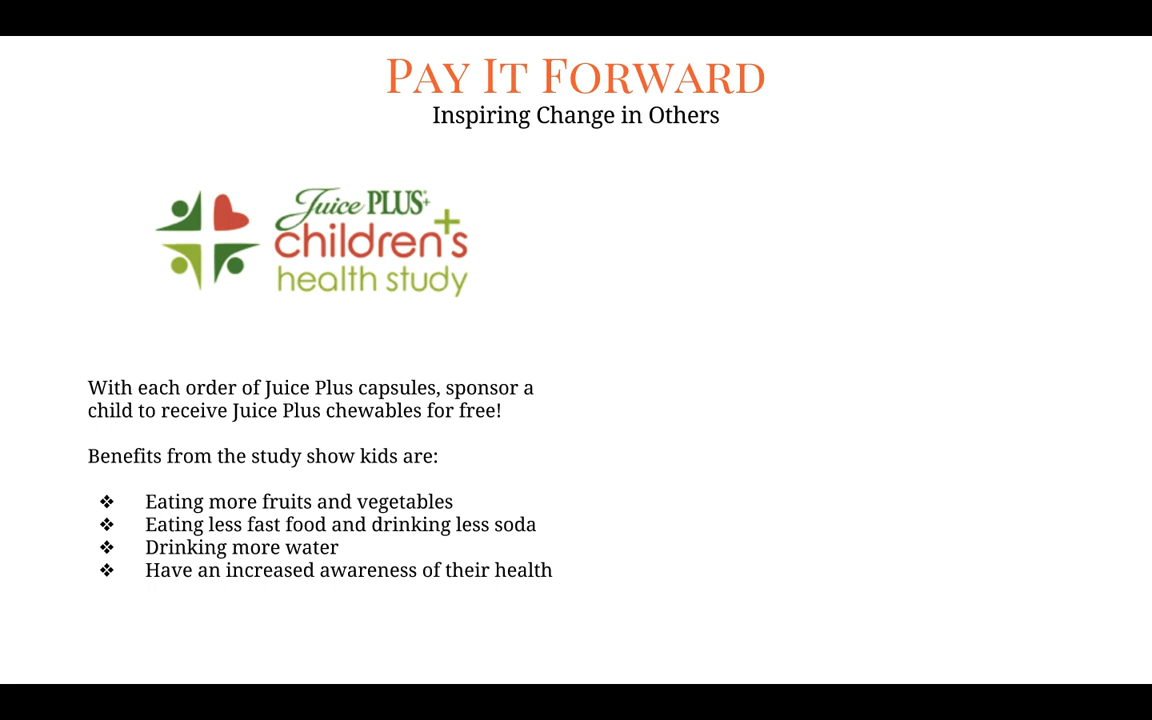 Pay It Forward
Inspiring Change in Others
Juice PLUS+®
children's
health study
With each order of Juice Plus capsules, sponsor a
child to receive Juice Plus chewables for free!
Benefits from the study show kids are:
❖ Eating more fruits and vegetables
❖ Eating less fast food and drinking less soda
❖ Drinking more water
❖ Have an increased awareness of their health